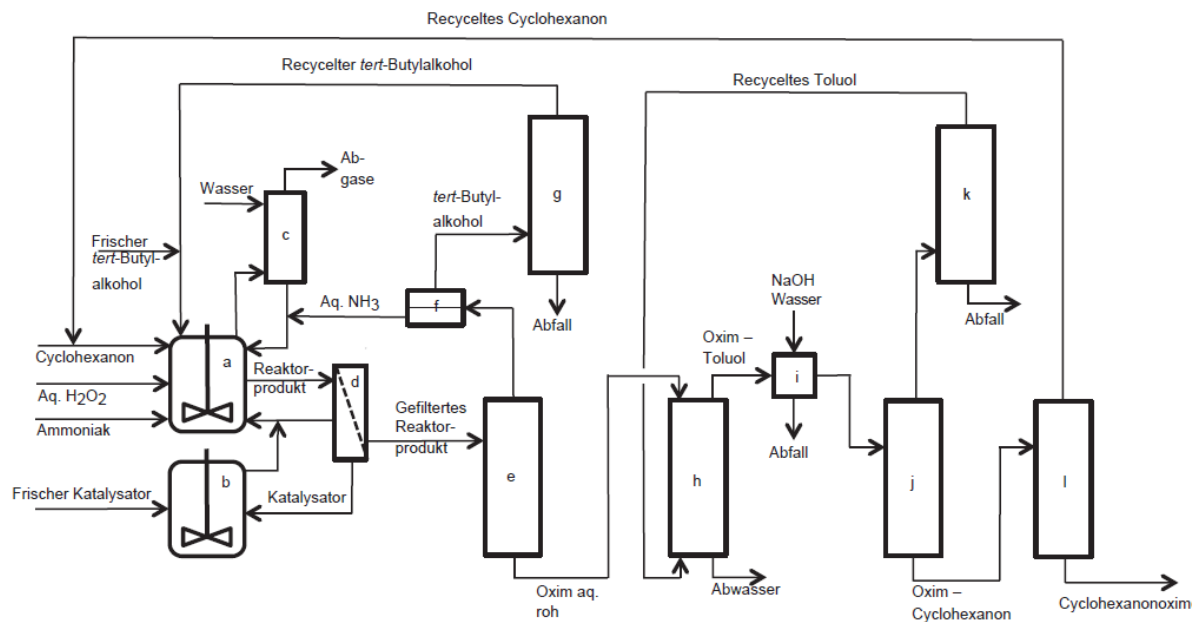 Recyceltes Cyclohexanon
Recycelter tert-Butylalkohol
Recyceltes Toluol
Ab-
gase
Wasser
c
g
tert-Butyl-
alkohol
k
Frischer
tert-Butyl-
alkohol
Aq. NH3
f
Abfall
NaOH
Wasser
Abfall
Cyclohexanon
a
Reaktor-
produkt
d
Oxim –
Toluol
i
Aq. H2O2
Ammoniak
Gefiltertes
Reaktor-
produkt
Abfall
b
e
h
j
l
Frischer Katalysator
Katalysator
Oxim aq.
roh
Abwasser
Oxim –
Cyclohexanon
Cyclohexanonoxime